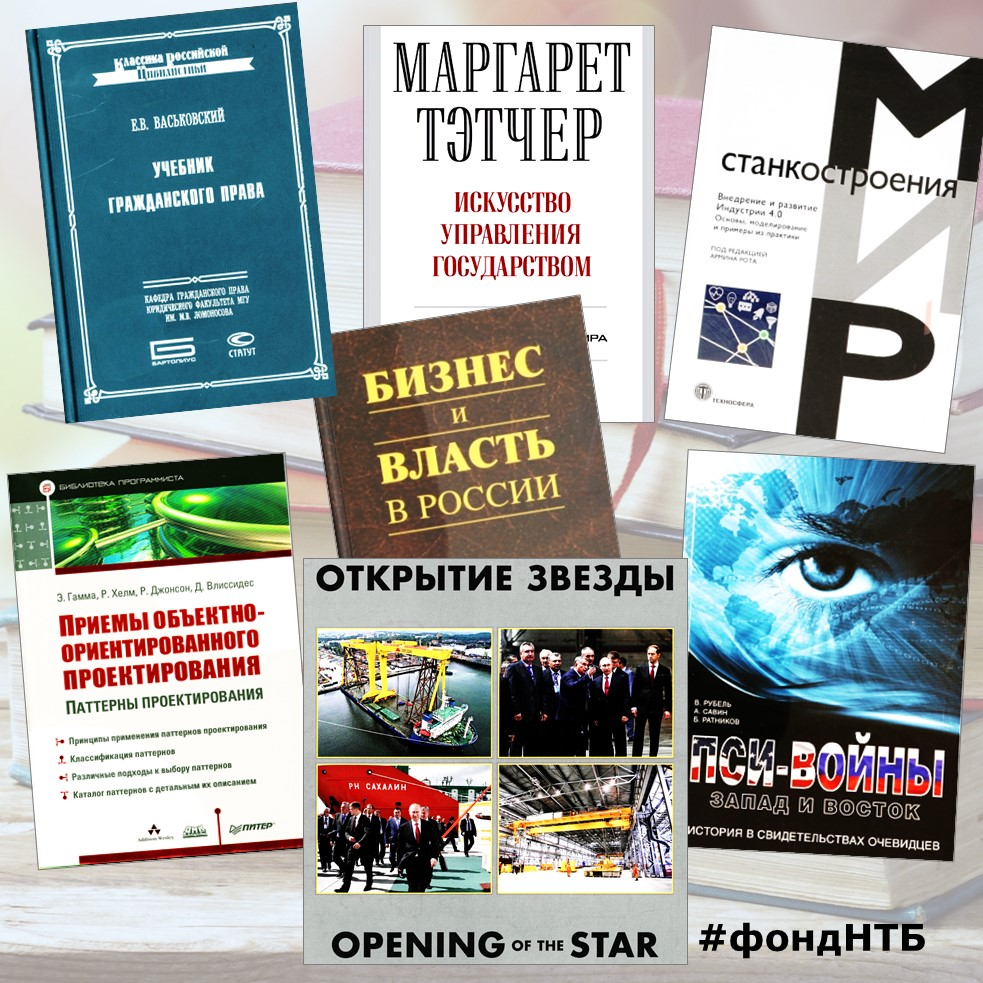 Классика Российской
Цивилистики
Е.В. ВАСЬКОВСКИЙ
УЧЕБНИК
ГРАЖДАНСКОГО ПРАВА
КАФЕДРА ГРАЖДАНСКОГО ПРАВА
ЮРИДИЧЕСКОГО ФАКУЛЬТЕТА МГУ
ИМ. М.В. ЛОМОНОСОВА
БАРТОЛИУС
СТАТУТ
МАРГАРЕТ
ТЭТЧЕР
ИСКУССТВО
УПРАВЛЕНИЯ
ГОСУДАРСТВОМ
ИРА
МИР
станкостроения
Внедрение и развитие
Индустрии 4.0
Основы, моделирование
и примеры из практики
ПОД РЕДАКЦИЕЙ
АРМИНА РОТА
ТЕХНОСФЕРА
БИЗНЕС
И
ВЛАСТЬ
В РОССИИ
БИБЛИОТЕКА ПРОГРАММИСТА
Э. Гамма, Р. Хелм, Р. Джонсон, Д. Влиссидес
ПРИЕМЫ ОБЪЕКТНО-
ОРИЕНТИРОВАННОГО
ПРОЕКТИРОВАНИЯ
ПАТТЕРНЫ ПРОЕКТИРОВАНИЯ
Принципы применения паттернов проектирования
Классификация паттернов
Различные подходы к выбору паттернов
Каталог паттернов с детальным их описанием
Addison-Wesley
ПИТЕР
ОТКРЫТИЕ ЗВЕЗДЫ
РН САХАЛИН
OPENING OF THE STAR
В. РУБЕЛЬ
А. САВИН
Б. РАТНИКОВ
ПСИ-ВОЙНЫ
ЗАПАД И ВОСТОК
ИСТОРИЯ В СВИДЕТЕЛЬСТВАХ ОЧЕВИДЦЕВ
#фондНТБ